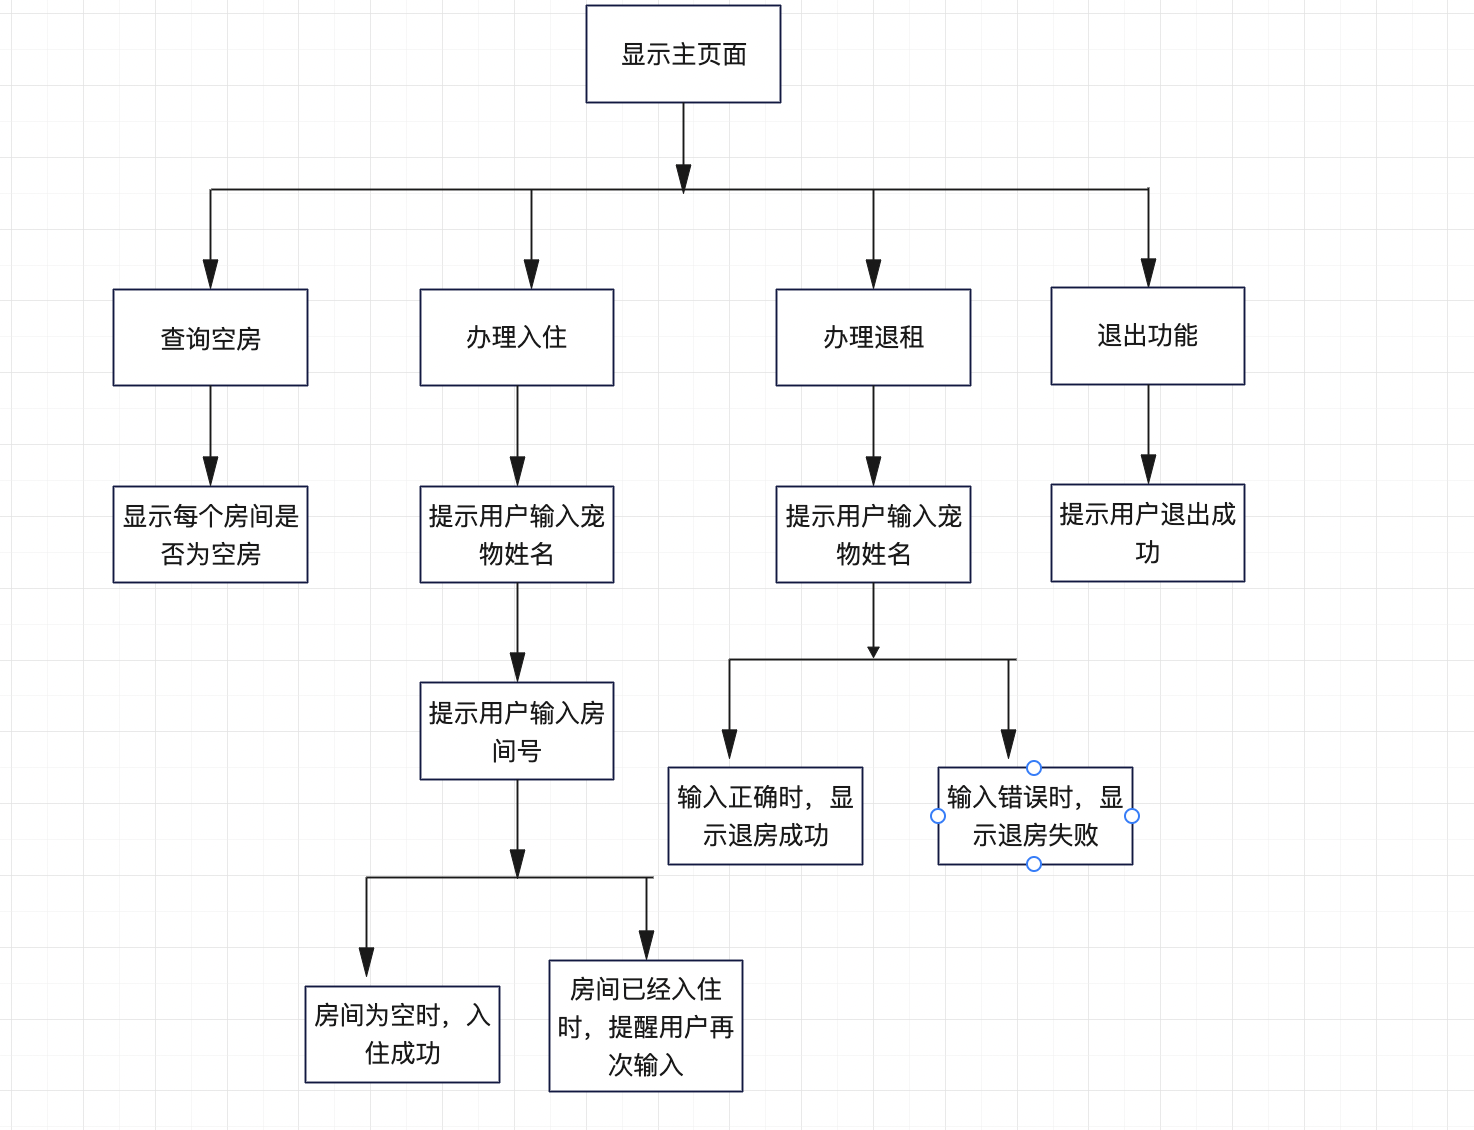 显示主页面
查询空房
办理入住
办理退租
退出功能
显示每个房间是
否为空房
提示用户输入宠
物姓名
提示用户输入宠
物姓名
提示用户退出成
功
提示用户输入房
间号
输入正确时，显
示退房成功
输入错误时，显
示退房失败
房间为空时，入
住成功
房间已经入住
时，提醒用户再
次输入